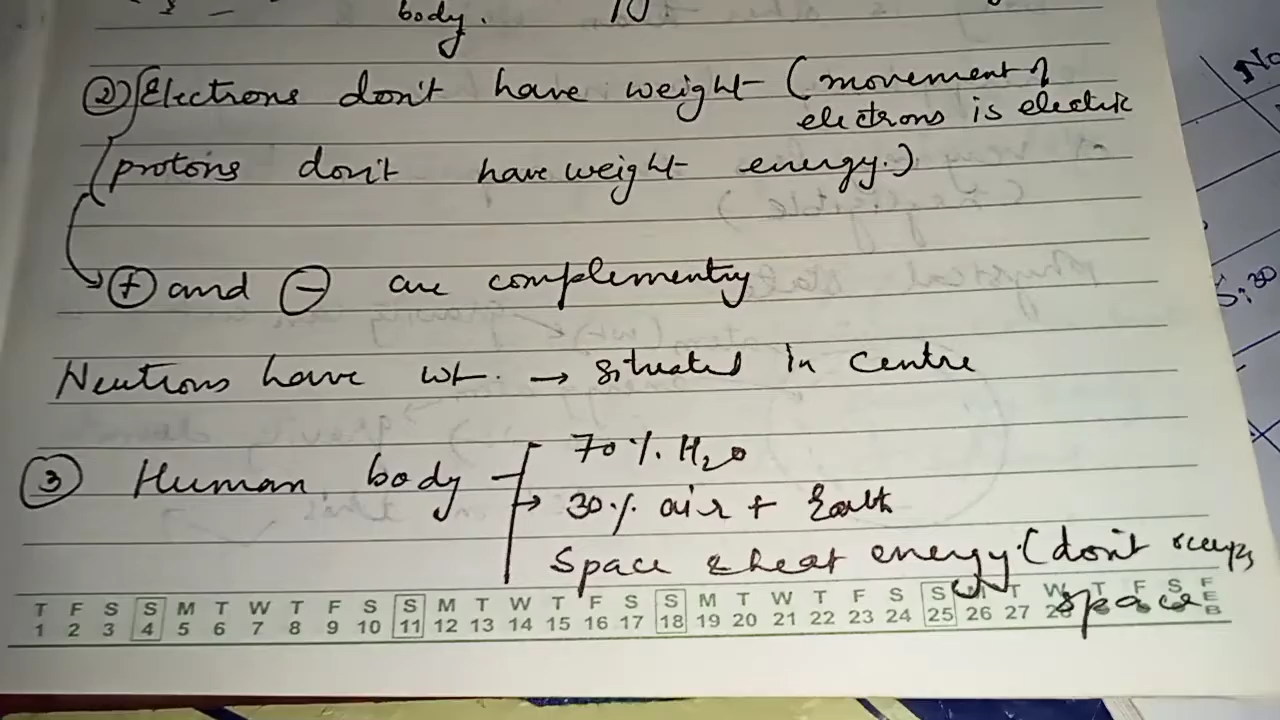 body.
② Electrons don't have weight (movement of
electrons is electric
protons don't have weight energy.)
→ ⊕ and ⊖ are complementry
Neutrons have wt. → situated in centre
③ Human body → 70% H₂O
→ 30% air + Earth
Space & heat energy. (don't occupy
space
T F S S M T W T F S S M T W T F S S M T W T F S S M T W T F S FEB
1 2 3 4 5 6 7 8 9 10 11 12 13 14 15 16 17 18 19 20 21 22 23 24 25 26 27
No